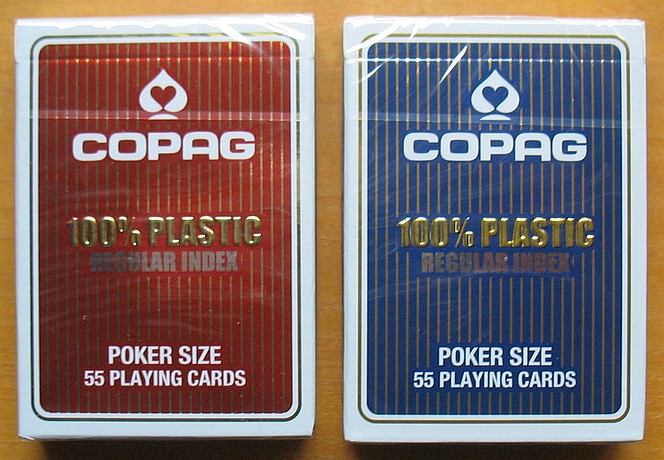 COPAG
100% PLASTIC
REGULAR INDEX
POKER SIZE
55 PLAYING CARDS
COPAG
100% PLASTIC
REGULAR INDEX
POKER SIZE
55 PLAYING CARDS